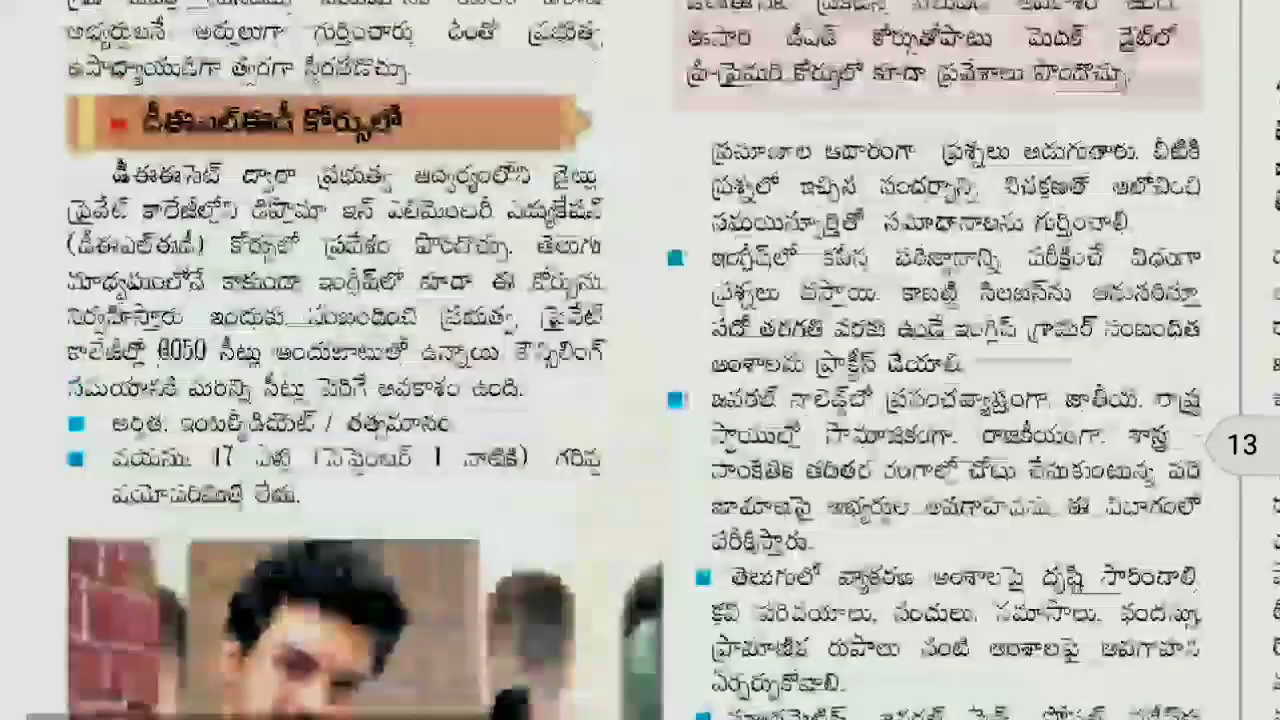 అభ్యర్థులనే అర్హులుగా గుర్తించారు దీంతో ప్రభుత్వ
ఉపాధ్యాయుడిగా త్వరగా స్థిరపడొచ్చు.
డీఈఎల్‌ఈడీ కోర్సులో
డీఈఈసెట్ ద్వారా ప్రభుత్వ ఆధ్వర్యంలోని డైట్లు
ప్రైవేట్ కాలేజీల్లోని డిప్లొమా ఇన్ ఎలిమెంటరీ ఎడ్యుకేషన్
(డీఈఎల్‌ఈడీ) కోర్సులో ప్రవేశం పొందొచ్చు. తెలుగు
మాధ్యమంలోనే కాకుండా ఇంగ్లీష్‌లో కూడా ఈ కోర్సును
నిర్వహిస్తారు ఇందుకు సంబంధించి ప్రభుత్వ, ప్రైవేట్
కాలేజీల్లో 8050 సీట్లు అందుబాటులో ఉన్నాయి కౌన్సిలింగ్
సమయానికి మరిన్ని సీట్లు పెరిగే అవకాశం ఉంది.
అర్హత: ఇంటర్మీడియెట్ / తత్సమానం
వయసు: 17 ఏళ్లు (సెప్టెంబర్ 1 నాటికి) గరిష్ఠ
వయోపరిమితి లేదు.
ఈసారి డీఎడ్ కోర్సుతోపాటు మెదక్ డైట్‌లో
ప్రీప్రైమరీ కోర్సులో కూడా ప్రవేశాలు పొందొచ్చు.
ప్రమాణాల ఆధారంగా ప్రశ్నలు అడుగుతారు. వీటికి
ప్రశ్నలో ఇచ్చిన సందర్భాన్ని విచక్షణతో ఆలోచించి
సమయస్ఫూర్తితో సమాధానాలను గుర్తించాలి.
ఇంగ్లీష్‌లో కనీస పరిజ్ఞానాన్ని పరీక్షించే విధంగా
ప్రశ్నలు వస్తాయి. కాబట్టి సిలబస్‌ను అనుసరిస్తూ
పదో తరగతి వరకు ఉండే ఇంగ్లిష్ గ్రామర్ సంబంధిత
అంశాలను ప్రాక్టీస్ చేయాలి
జనరల్ నాలెడ్జ్‌లో ప్రపంచవ్యాప్తంగా, జాతీయ, రాష్ట్ర
స్థాయుల్లో సామాజికంగా, రాజకీయంగా, శాస్త్ర
సాంకేతిక తదితర రంగాల్లో చోటు చేసుకుంటున్న పరి
ణామాలపై అభ్యర్థుల అవగాహనను ఈ విభాగంలో
పరీక్షిస్తారు.
తెలుగులో వ్యాకరణ అంశాలపై దృష్టి సారించాలి.
కవి పరిచయాలు, సంధులు, సమాసాలు, ఛందస్సు,
ప్రామాణిక రూపాలు వంటి అంశాలపై అవగాహన
ఏర్పర్చుకోవాలి.
13